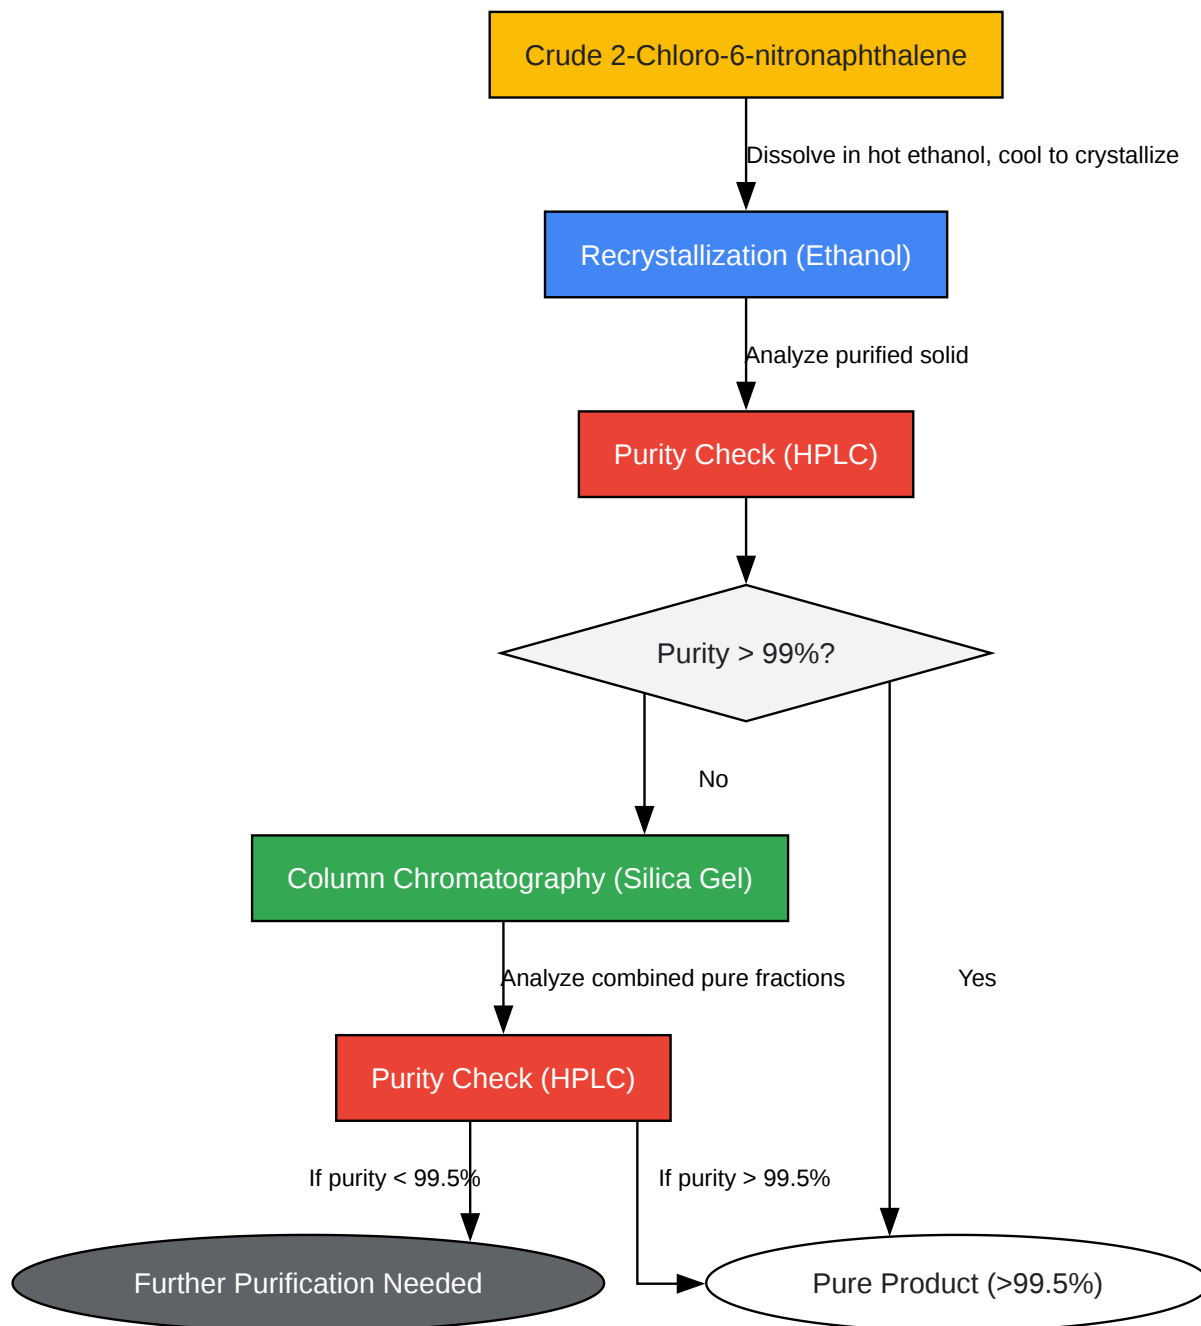 Crude 2-Chloro-6-nitronaphthalene
Dissolve in hot ethanol, cool to crystallize
Recrystallization (Ethanol)
Analyze purified solid
Purity Check (HPLC)
Purity > 99%?
No
Column Chromatography (Silica Gel)
Analyze combined pure fractions
Yes
Purity Check (HPLC)
If purity < 99.5%
If purity > 99.5%
Further Purification Needed
Pure Product (>99.5%)